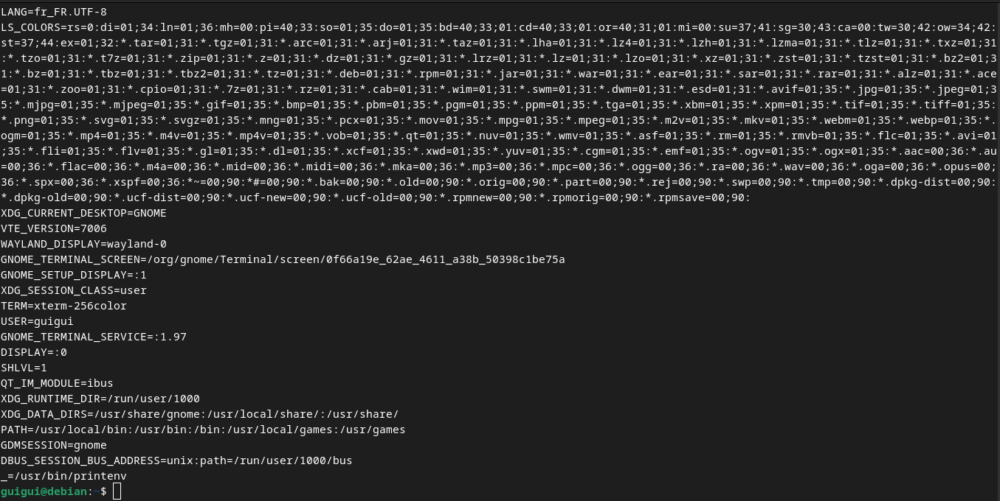 LANG=fr_FR.UTF-8
LS_COLORS=rs=0:di=01;34:ln=01;36:mh=00:pi=40;33:so=01;35:do=01;35:bd=40;33;01:cd=40;33;01:or=40;31;01:mi=00:su=37;41:sg=30;43:ca=00:tw=30;42:ow=34;42:
st=37;44:ex=01;32:*.tar=01;31:*.tgz=01;31:*.arc=01;31:*.arj=01;31:*.taz=01;31:*.lha=01;31:*.lz4=01;31:*.lzh=01;31:*.lzma=01;31:*.tlz=01;31:*.txz=01;31
:*.tzo=01;31:*.t7z=01;31:*.zip=01;31:*.z=01;31:*.dz=01;31:*.gz=01;31:*.lrz=01;31:*.lz=01;31:*.lzo=01;31:*.xz=01;31:*.zst=01;31:*.tzst=01;31:*.bz2=01;3
1:*.bz=01;31:*.tbz=01;31:*.tbz2=01;31:*.tz=01;31:*.deb=01;31:*.rpm=01;31:*.jar=01;31:*.war=01;31:*.ear=01;31:*.sar=01;31:*.rar=01;31:*.alz=01;31:*.ace
=01;31:*.zoo=01;31:*.cpio=01;31:*.7z=01;31:*.rz=01;31:*.cab=01;31:*.wim=01;31:*.swm=01;31:*.dwm=01;31:*.esd=01;31:*.avif=01;35:*.jpg=01;35:*.jpeg=01;3
5:*.mjpg=01;35:*.mjpeg=01;35:*.gif=01;35:*.bmp=01;35:*.pbm=01;35:*.pgm=01;35:*.ppm=01;35:*.tga=01;35:*.xbm=01;35:*.xpm=01;35:*.tif=01;35:*.tiff=01;35:
*.png=01;35:*.svg=01;35:*.svgz=01;35:*.mng=01;35:*.pcx=01;35:*.mov=01;35:*.mpg=01;35:*.mpeg=01;35:*.m2v=01;35:*.mkv=01;35:*.webm=01;35:*.webp=01;35:*.
ogm=01;35:*.mp4=01;35:*.m4v=01;35:*.mp4v=01;35:*.vob=01;35:*.qt=01;35:*.nuv=01;35:*.wmv=01;35:*.asf=01;35:*.rm=01;35:*.rmvb=01;35:*.flc=01;35:*.avi=01
;35:*.fli=01;35:*.flv=01;35:*.gl=01;35:*.dl=01;35:*.xcf=01;35:*.xwd=01;35:*.yuv=01;35:*.cgm=01;35:*.emf=01;35:*.ogv=01;35:*.ogx=01;35:*.aac=00;36:*.au
=00;36:*.flac=00;36:*.m4a=00;36:*.mid=00;36:*.midi=00;36:*.mka=00;36:*.mp3=00;36:*.mpc=00;36:*.ogg=00;36:*.ra=00;36:*.wav=00;36:*.oga=00;36:*.opus=00;
36:*.spx=00;36:*.xspf=00;36:*~=00;90:*#=00;90:*.bak=00;90:*.old=00;90:*.orig=00;90:*.part=00;90:*.rej=00;90:*.swp=00;90:*.tmp=00;90:*.dpkg-dist=00;90:
*.dpkg-old=00;90:*.ucf-dist=00;90:*.ucf-new=00;90:*.ucf-old=00;90:*.rpmnew=00;90:*.rpmorig=00;90:*.rpmsave=00;90:
XDG_CURRENT_DESKTOP=GNOME
VTE_VERSION=7006
WAYLAND_DISPLAY=wayland-0
GNOME_TERMINAL_SCREEN=/org/gnome/Terminal/screen/0f66a19e_62ae_4611_a38b_50398c1be75a
GNOME_SETUP_DISPLAY=:1
XDG_SESSION_CLASS=user
TERM=xterm-256color
USER=guigui
GNOME_TERMINAL_SERVICE=:1.97
DISPLAY=:0
SHLVL=1
QT_IM_MODULE=ibus
XDG_RUNTIME_DIR=/run/user/1000
XDG_DATA_DIRS=/usr/share/gnome:/usr/local/share/:/usr/share/
PATH=/usr/local/bin:/usr/bin:/bin:/usr/local/games:/usr/games
GDMSESSION=gnome
DBUS_SESSION_BUS_ADDRESS=unix:path=/run/user/1000/bus
_=/usr/bin/printenv
guigui@debian:~$